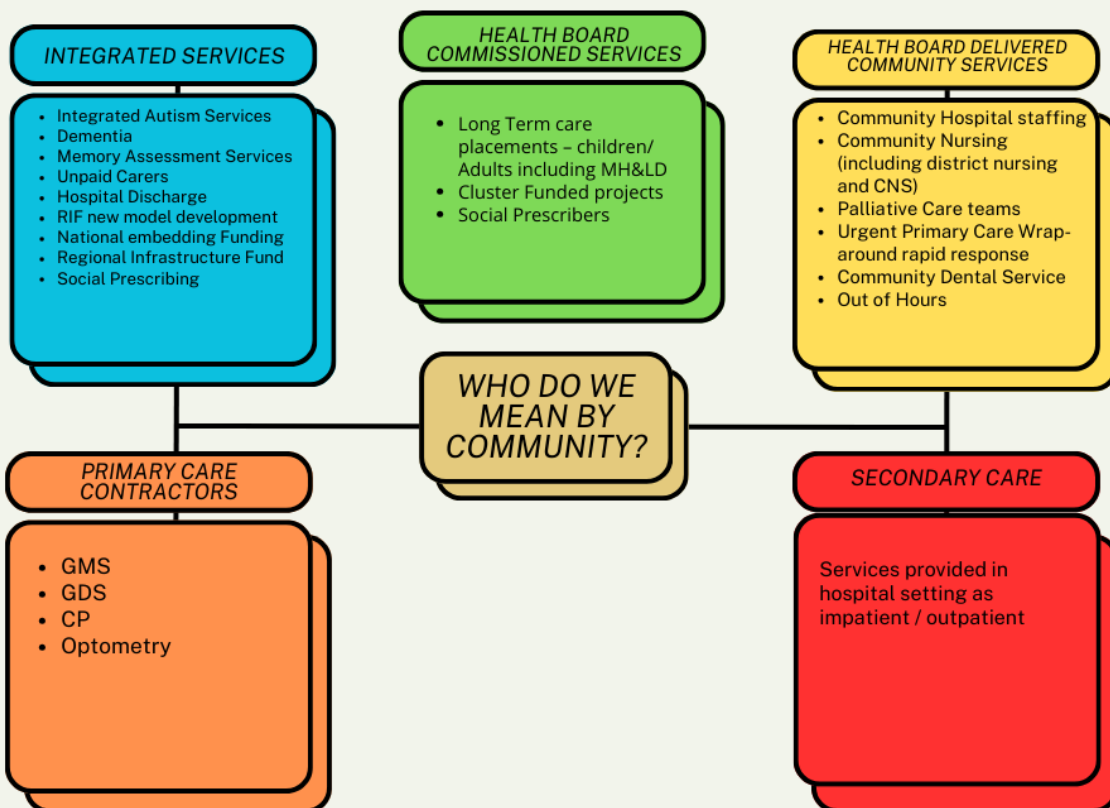 INTEGRATED SERVICES
• Integrated Autism Services
• Dementia
• Memory Assessment Services
• Unpaid Carers
• Hospital Discharge
• RIF new model development
• National embedding Funding
• Regional Infrastructure Fund
• Social Prescribing
HEALTH BOARD
COMMISSIONED SERVICES
• Long Term care
placements – children/
Adults including MH&LD
• Cluster Funded projects
• Social Prescribers
HEALTH BOARD DELIVERED
COMMUNITY SERVICES
• Community Hospital staffing
• Community Nursing
(including district nursing
and CNS)
• Palliative Care teams
• Urgent Primary Care Wrap-
around rapid response
• Community Dental Service
• Out of Hours
WHO DO WE
MEAN BY
COMMUNITY?
PRIMARY CARE
CONTRACTORS
• GMS
• GDS
• CP
• Optometry
SECONDARY CARE
Services provided in
hospital setting as
impatient / outpatient